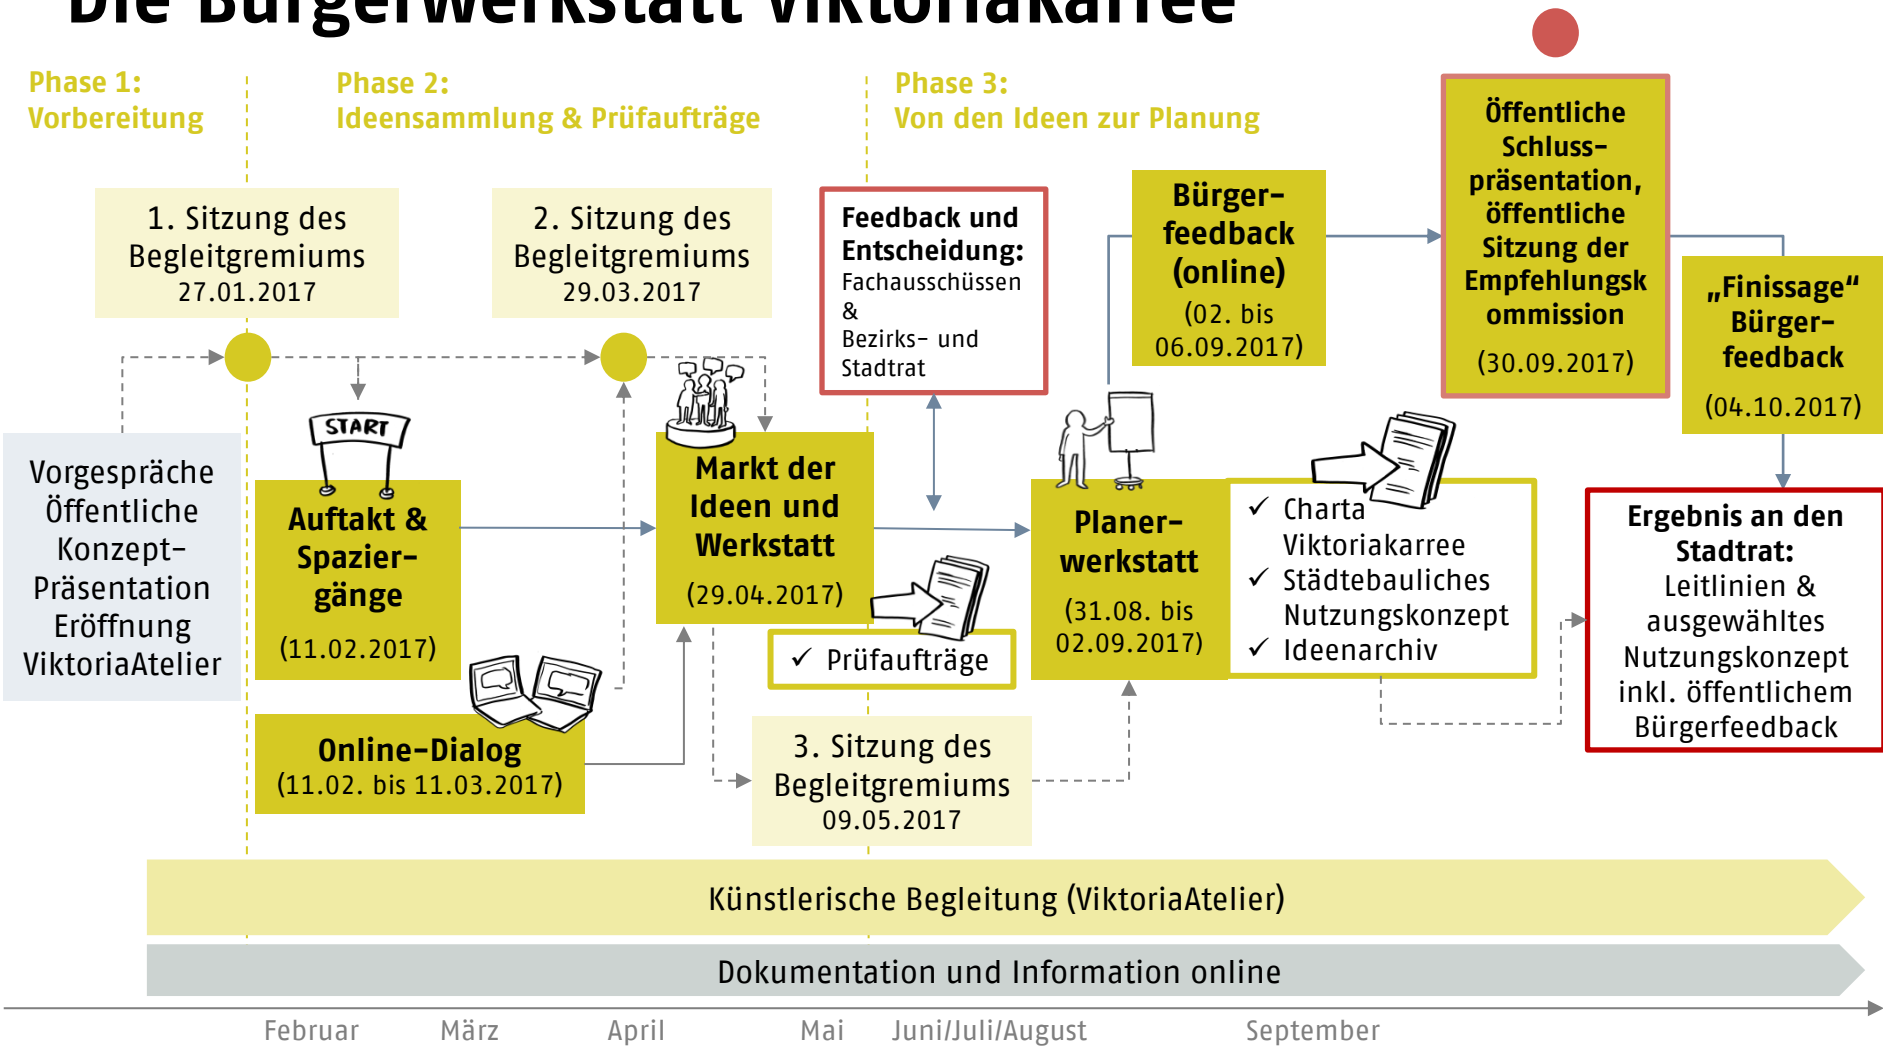 Die Bürgerwerkstatt Viktoriakarree
Phase 1:
Vorbereitung
Phase 2:
Ideensammlung & Prüfaufträge
Phase 3:
Von den Ideen zur Planung
1. Sitzung des
Begleitgremiums
27.01.2017
2. Sitzung des
Begleitgremiums
29.03.2017
Feedback und
Entscheidung:
Fachausschüssen
&
Bezirks- und
Stadtrat
Bürger-
feedback
(online)
(02. bis
06.09.2017)
Öffentliche
Schluss-
präsentation,
öffentliche
Sitzung der
Empfehlungsk
ommission
(30.09.2017)
„Finissage“
Bürger-
feedback
(04.10.2017)
Vorgespräche
Öffentliche
Konzept-
Präsentation
Eröffnung
ViktoriaAtelier
START
Auftakt &
Spazier-
gänge
(11.02.2017)
Markt der
Ideen und
Werkstatt
(29.04.2017)
✓ Prüfaufträge
Planer-
werkstatt
(31.08. bis
02.09.2017)
✓ Charta
Viktoriakarree
✓ Städtebauliches
Nutzungskonzept
✓ Ideenarchiv
Ergebnis an den
Stadtrat:
Leitlinien &
ausgewähltes
Nutzungskonzept
inkl. öffentlichem
Bürgerfeedback
Online-Dialog
(11.02. bis 11.03.2017)
3. Sitzung des
Begleitgremiums
09.05.2017
Künstlerische Begleitung (ViktoriaAtelier)
Dokumentation und Information online
Februar März April Mai Juni/Juli/August September